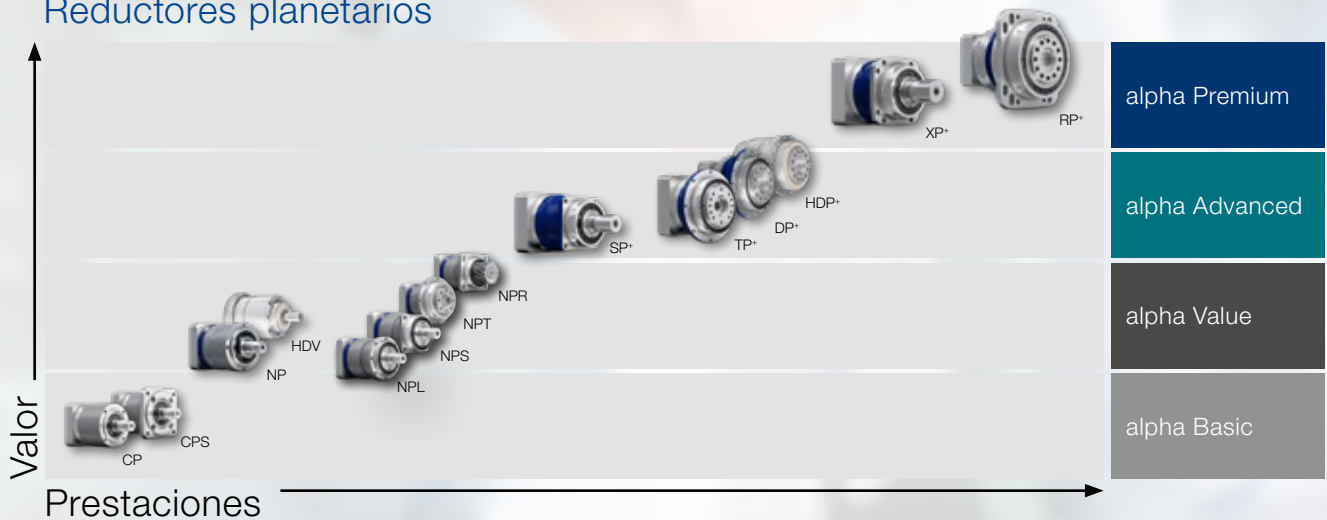 Reductores planetarios
alpha Premium
RP⁺
XP⁺
alpha Advanced
HDP⁺
DP⁺
TP⁺
SP⁺
alpha Value
NPR
NPT
NPS
NPL
HDV
NP
alpha Basic
CPS
CP
Valor
Prestaciones